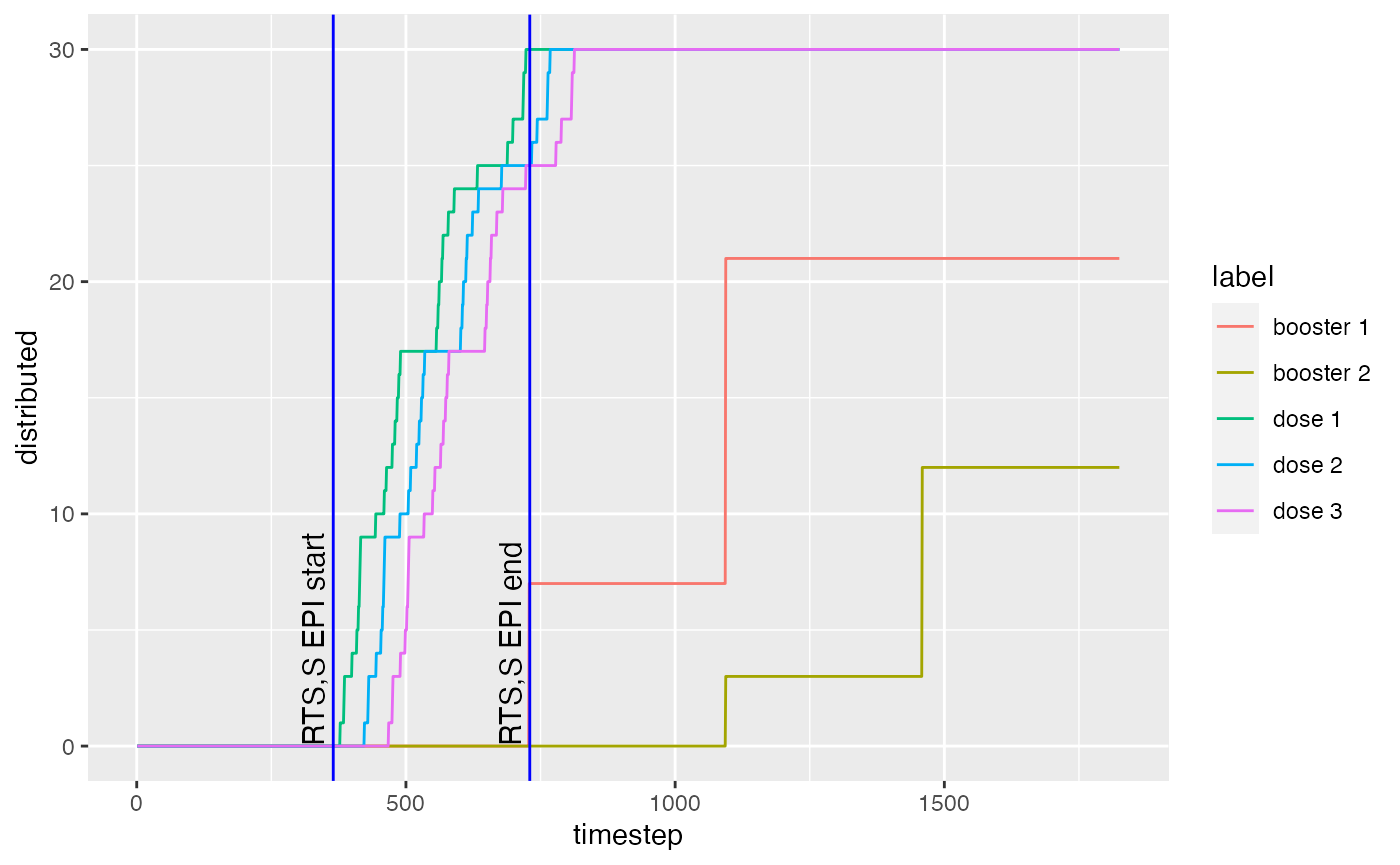 30
20
10
0
distributed
RTS,S EPI start
RTS,S EPI end
0
500
1000
1500
timestep
label
booster 1
booster 2
dose 1
dose 2
dose 3